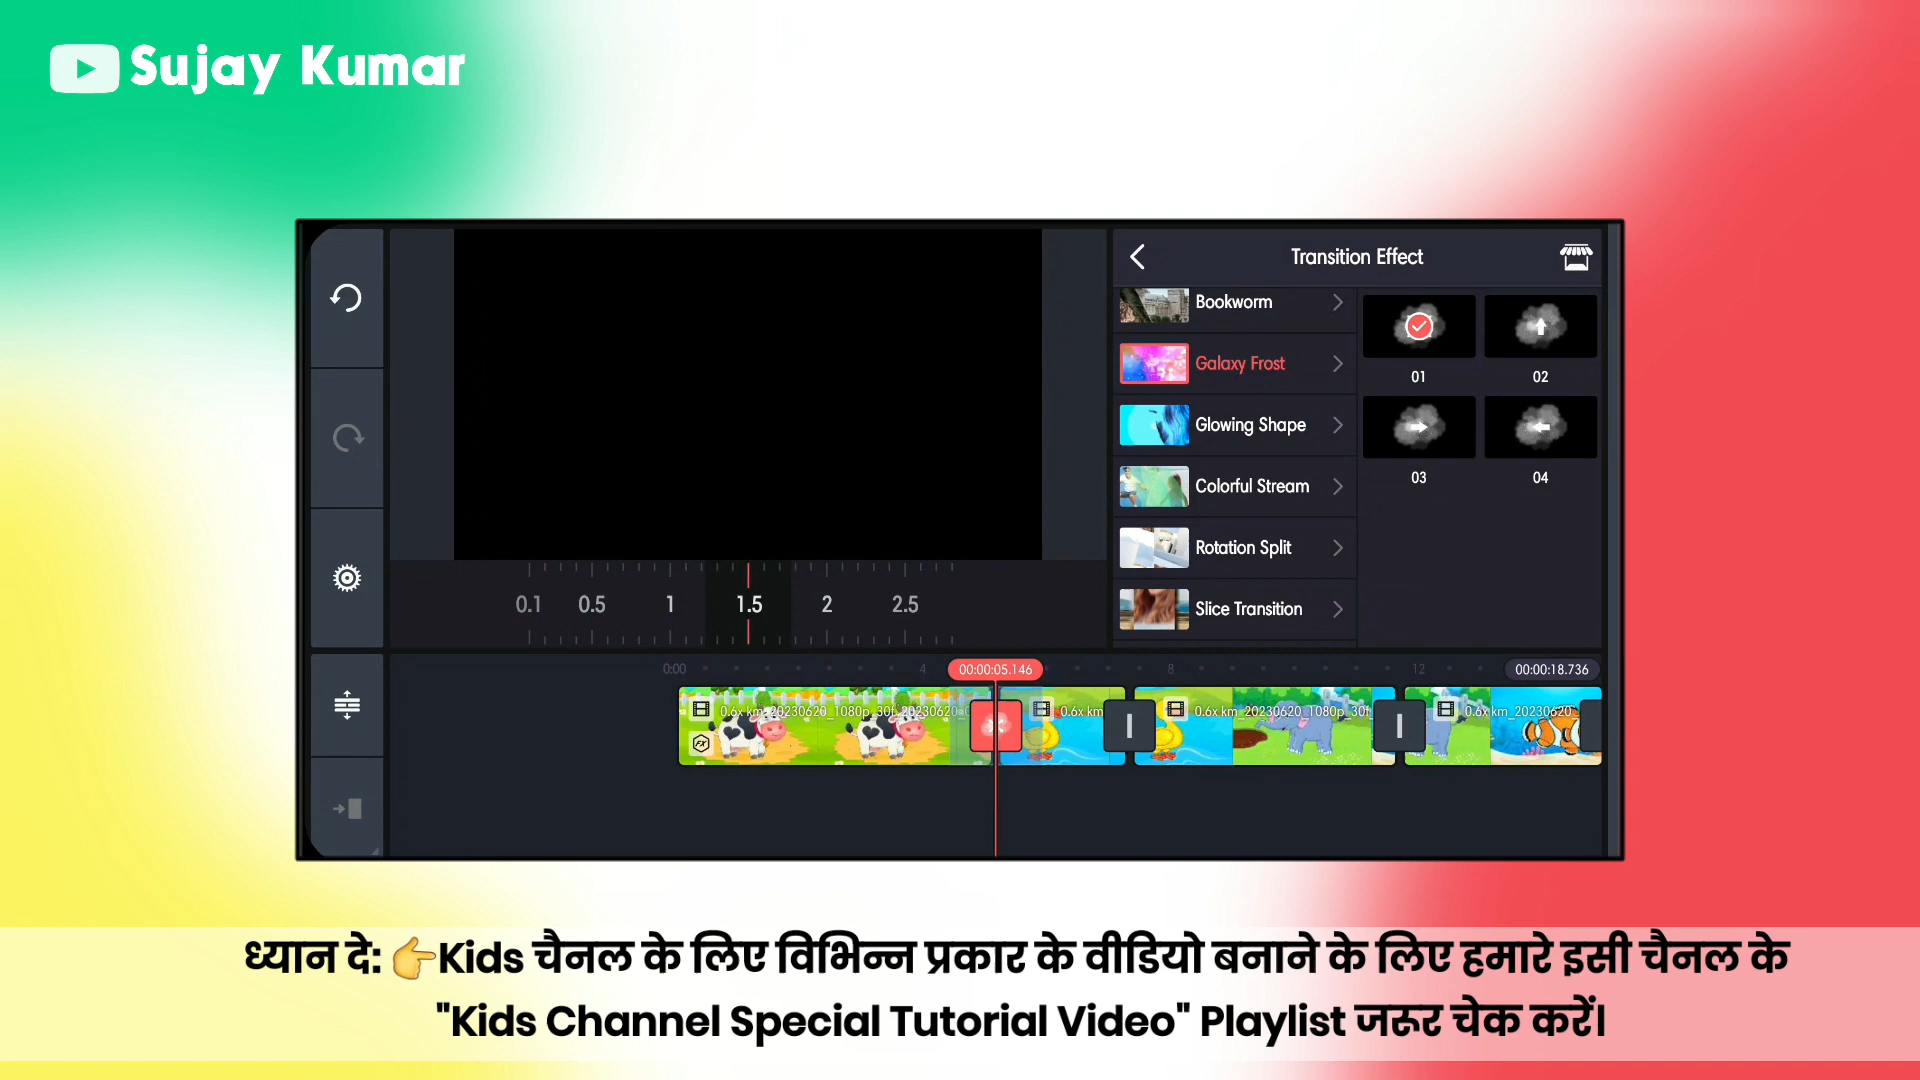 Sujay Kumar
Transition Effect
Bookworm
Galaxy Frost
Glowing Shape
Colorful Stream
Rotation Split
Slice Transition
01
02
03
04
0.1 0.5 1 1.5 2 2.5
0:00 4 00:00:05.146 8 12 00:00:18.736
0.6x km_20230620_1080p_30f_20230620_
0.6x km
0.6x km_20230620_1080p_30f
0.6x km_20230620
FX
ध्यान दे: 👉Kids चैनल के लिए विभिन्न प्रकार के वीडियो बनाने के लिए हमारे इसी चैनल के
"Kids Channel Special Tutorial Video" Playlist जरूर चेक करें।